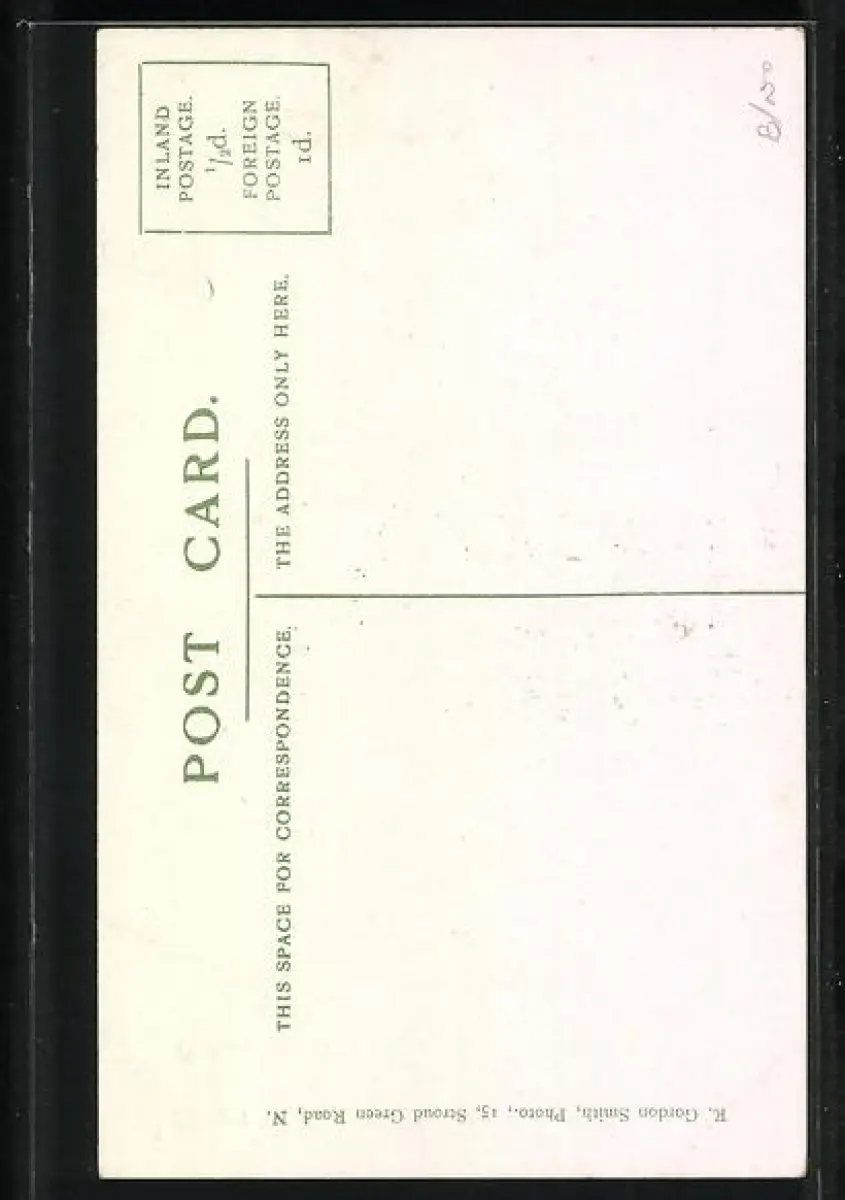 POST CARD.
INLAND
POSTAGE.
1/2d.
FOREIGN
POSTAGE.
1d.
THIS SPACE FOR CORRESPONDENCE.
THE ADDRESS ONLY HERE.
R. Gordon Smith, Photo., 15, Stroud Green Road, N.